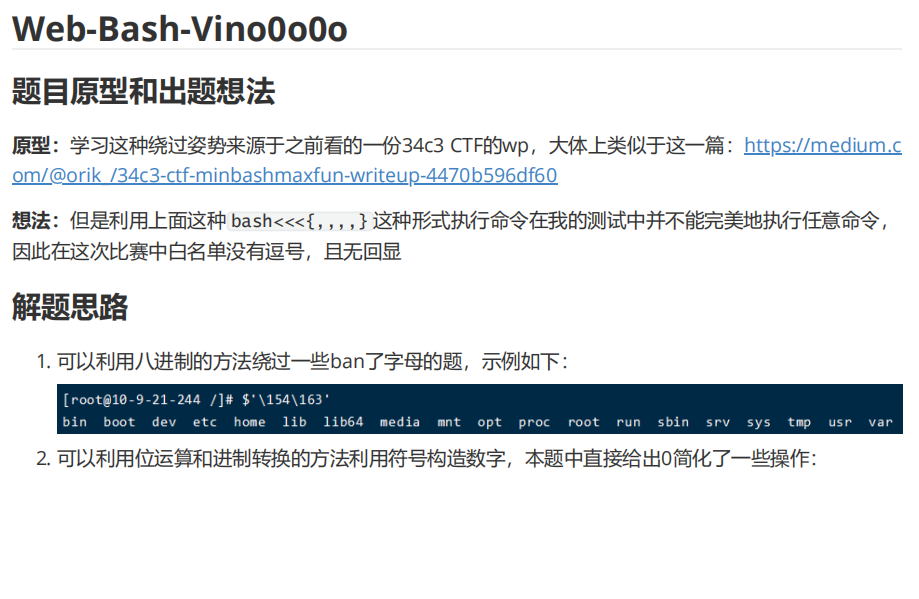 Web-Bash-Vino0o0o
题目原型和出题想法
原型：学习这种绕过姿势来源于之前看的一份34c3 CTF的wp，大体上类似于这一篇：https://medium.c
om/@orik_/34c3-ctf-minbashmaxfun-writeup-4470b596df60
想法：但是利用上面这种 bash<<<{,,,,} 这种形式执行命令在我的测试中并不能完美地执行任意命令，
因此在这次比赛中白名单没有逗号，且无回显
解题思路
1. 可以利用八进制的方法绕过一些ban了字母的题，示例如下：
[root@10-9-21-244 /]# $'\154\163'
bin boot dev etc home lib lib64 media mnt opt proc root run sbin srv sys tmp usr var
2. 可以利用位运算和进制转换的方法利用符号构造数字，本题中直接给出0简化了一些操作：